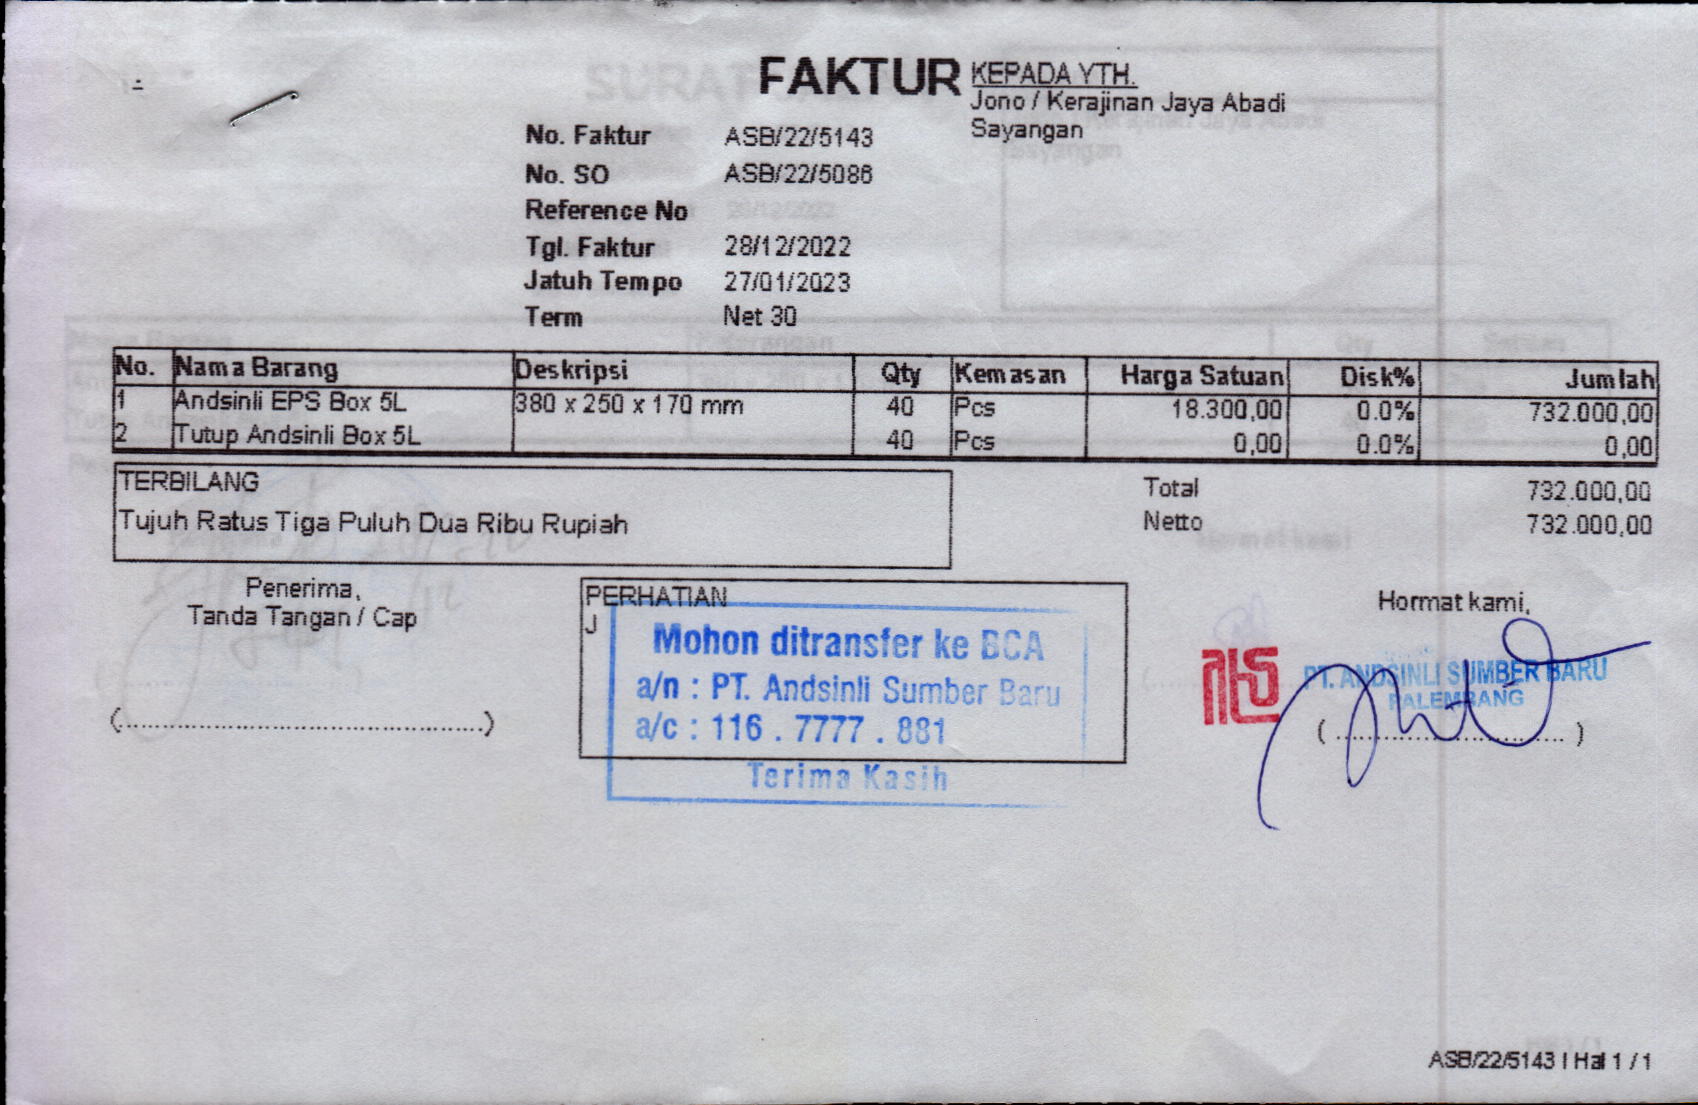 FAKTUR
KEPADA YTH.
Jono / Kerajinan Jaya Abadi
Sayangan
No. Faktur ASB/22/5143
No. SO ASB/22/5086
Reference No
Tgl. Faktur 28/12/2022
Jatuh Tempo 27/01/2023
Term Net 30
No. Nama Barang Deskripsi Qty Kemasan Harga Satuan Disk% Jumlah
1 Andsinli EPS Box 5L 380 x 250 x 170 mm 40 Pcs 18.300,00 0.0% 732.000,00
2 Tutup Andsinli Box 5L 40 Pcs 0,00 0.0% 0,00
TERBILANG
Tujuh Ratus Tiga Puluh Dua Ribu Rupiah
Total 732.000,00
Netto 732.000,00
Penerima,
Tanda Tangan / Cap
(......................................................)
PERHATIAN
J
Mohon ditransfer ke BCA
a/n : PT. Andsinli Sumber Baru
a/c : 116 . 7777 . 881
Terima Kasih
Hormat kami,
PT. ANDSINLI SUMBER BARU
PALEMBANG
(..................................)
ASB/22/5143 I Hal 1 / 1